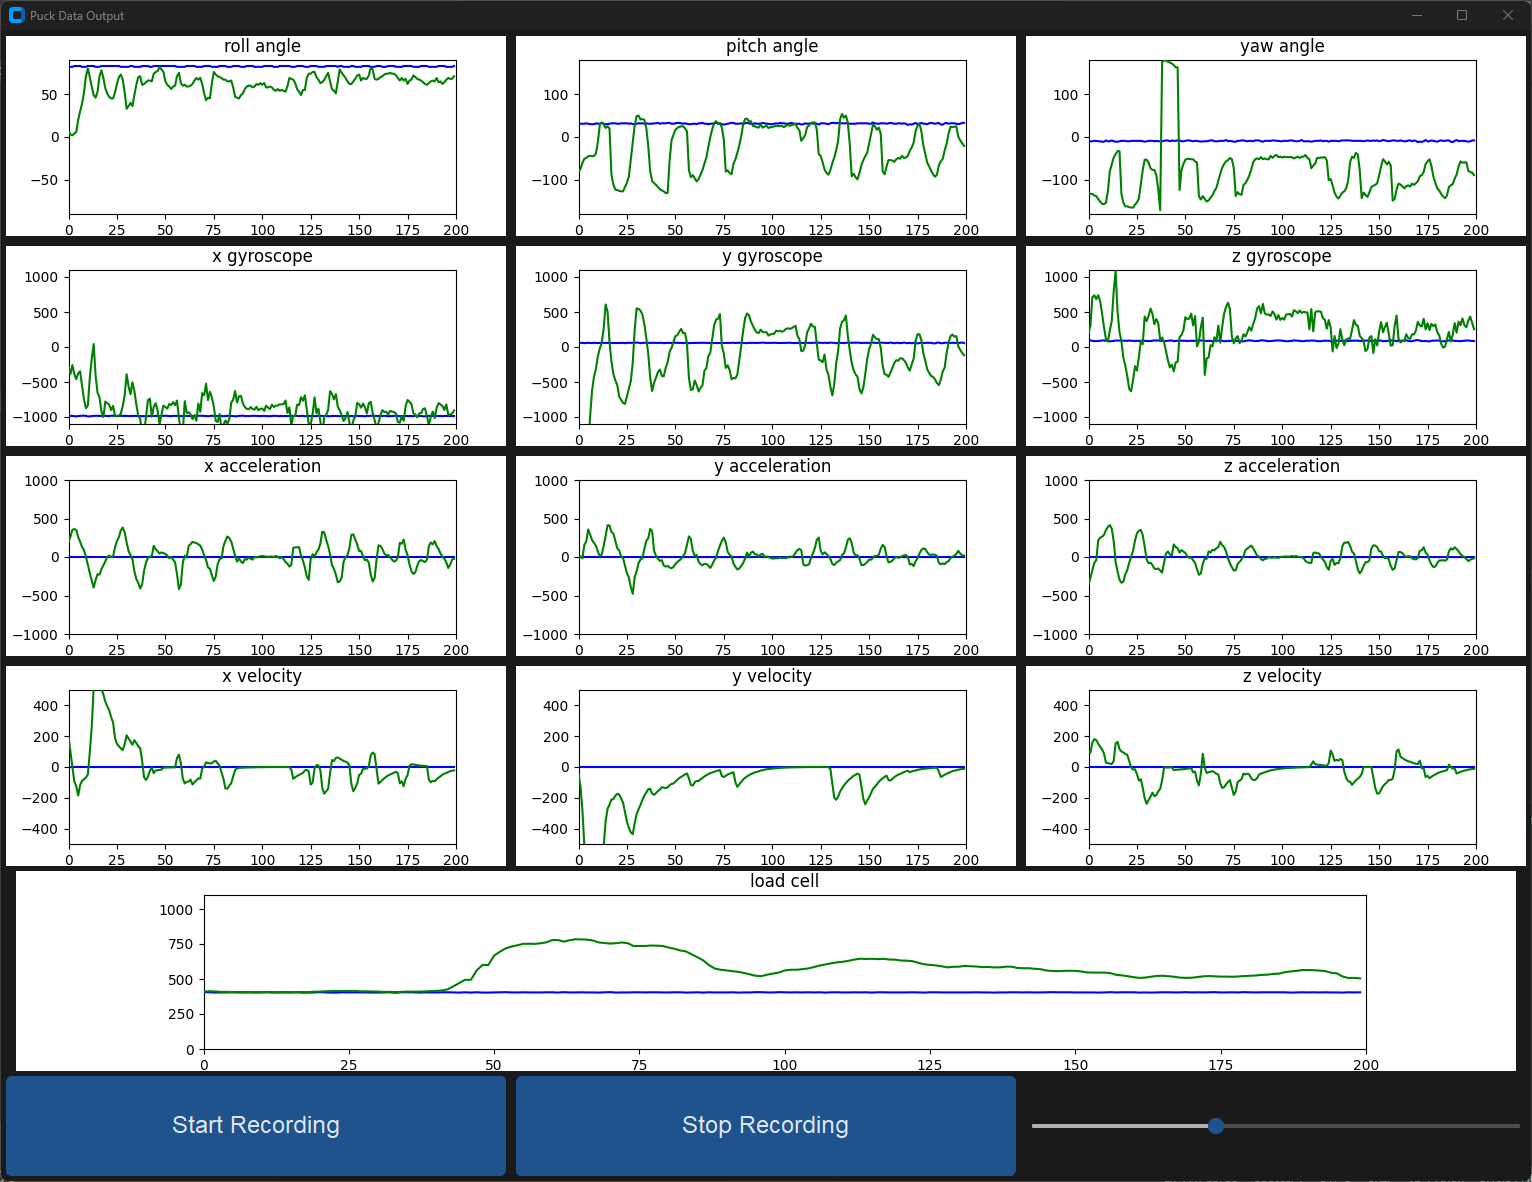 Puck Data Output
roll angle
50
0
−50
0 25 50 75 100 125 150 175 200
pitch angle
100
0
−100
0 25 50 75 100 125 150 175 200
yaw angle
100
0
−100
0 25 50 75 100 125 150 175 200
x gyroscope
1000
500
0
−500
−1000
0 25 50 75 100 125 150 175 200
y gyroscope
1000
500
0
−500
−1000
0 25 50 75 100 125 150 175 200
z gyroscope
1000
500
0
−500
−1000
0 25 50 75 100 125 150 175 200
x acceleration
1000
500
0
−500
−1000
0 25 50 75 100 125 150 175 200
y acceleration
1000
500
0
−500
−1000
0 25 50 75 100 125 150 175 200
z acceleration
1000
500
0
−500
−1000
0 25 50 75 100 125 150 175 200
x velocity
400
200
0
−200
−400
0 25 50 75 100 125 150 175 200
y velocity
400
200
0
−200
−400
0 25 50 75 100 125 150 175 200
z velocity
400
200
0
−200
−400
0 25 50 75 100 125 150 175 200
load cell
1000
750
500
250
0
0 25 50 75 100 125 150 175 200
Start Recording
Stop Recording